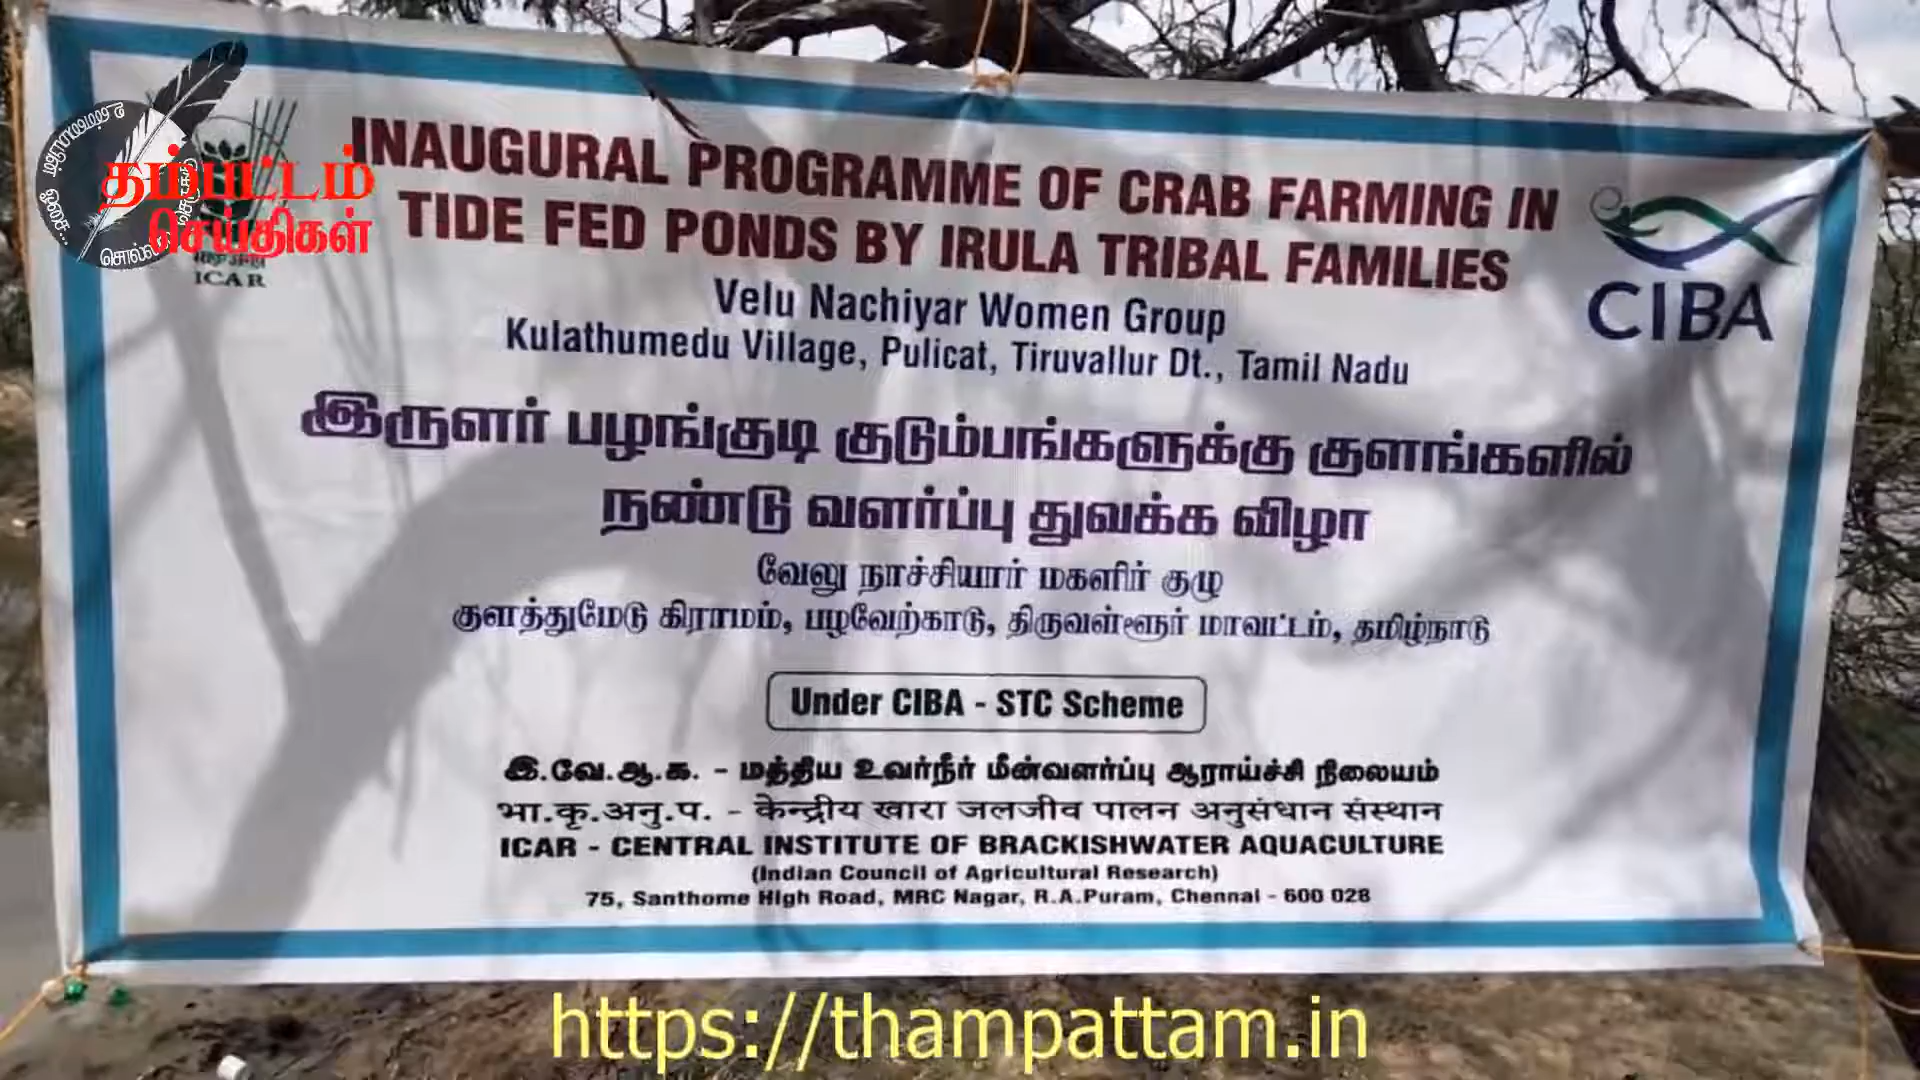 தம்பட்டம்
செய்திகள்
ICAR
INAUGURAL PROGRAMME OF CRAB FARMING IN
TIDE FED PONDS BY IRULA TRIBAL FAMILIES
CIBA
Velu Nachiyar Women Group
Kulathumedu Village, Pulicat, Tiruvallur Dt., Tamil Nadu
இருளர் பழங்குடி குடும்பங்களுக்கு குளங்களில்
நண்டு வளர்ப்பு துவக்க விழா
வேலு நாச்சியார் மகளிர் குழு
குளத்துமேடு கிராமம், பழவேற்காடு, திருவள்ளூர் மாவட்டம், தமிழ்நாடு
Under CIBA - STC Scheme
இ.வே.ஆ.க. - மத்திய உவர்நீர் மீன்வளர்ப்பு ஆராய்ச்சி நிலையம்
भा.कृ.अनु.प. - केन्द्रीय खारा जलजीव पालन अनुसंधान संस्थान
ICAR - CENTRAL INSTITUTE OF BRACKISHWATER AQUACULTURE
(Indian Council of Agricultural Research)
75, Santhome High Road, MRC Nagar, R.A.Puram, Chennai - 600 028
https://thampattam.in